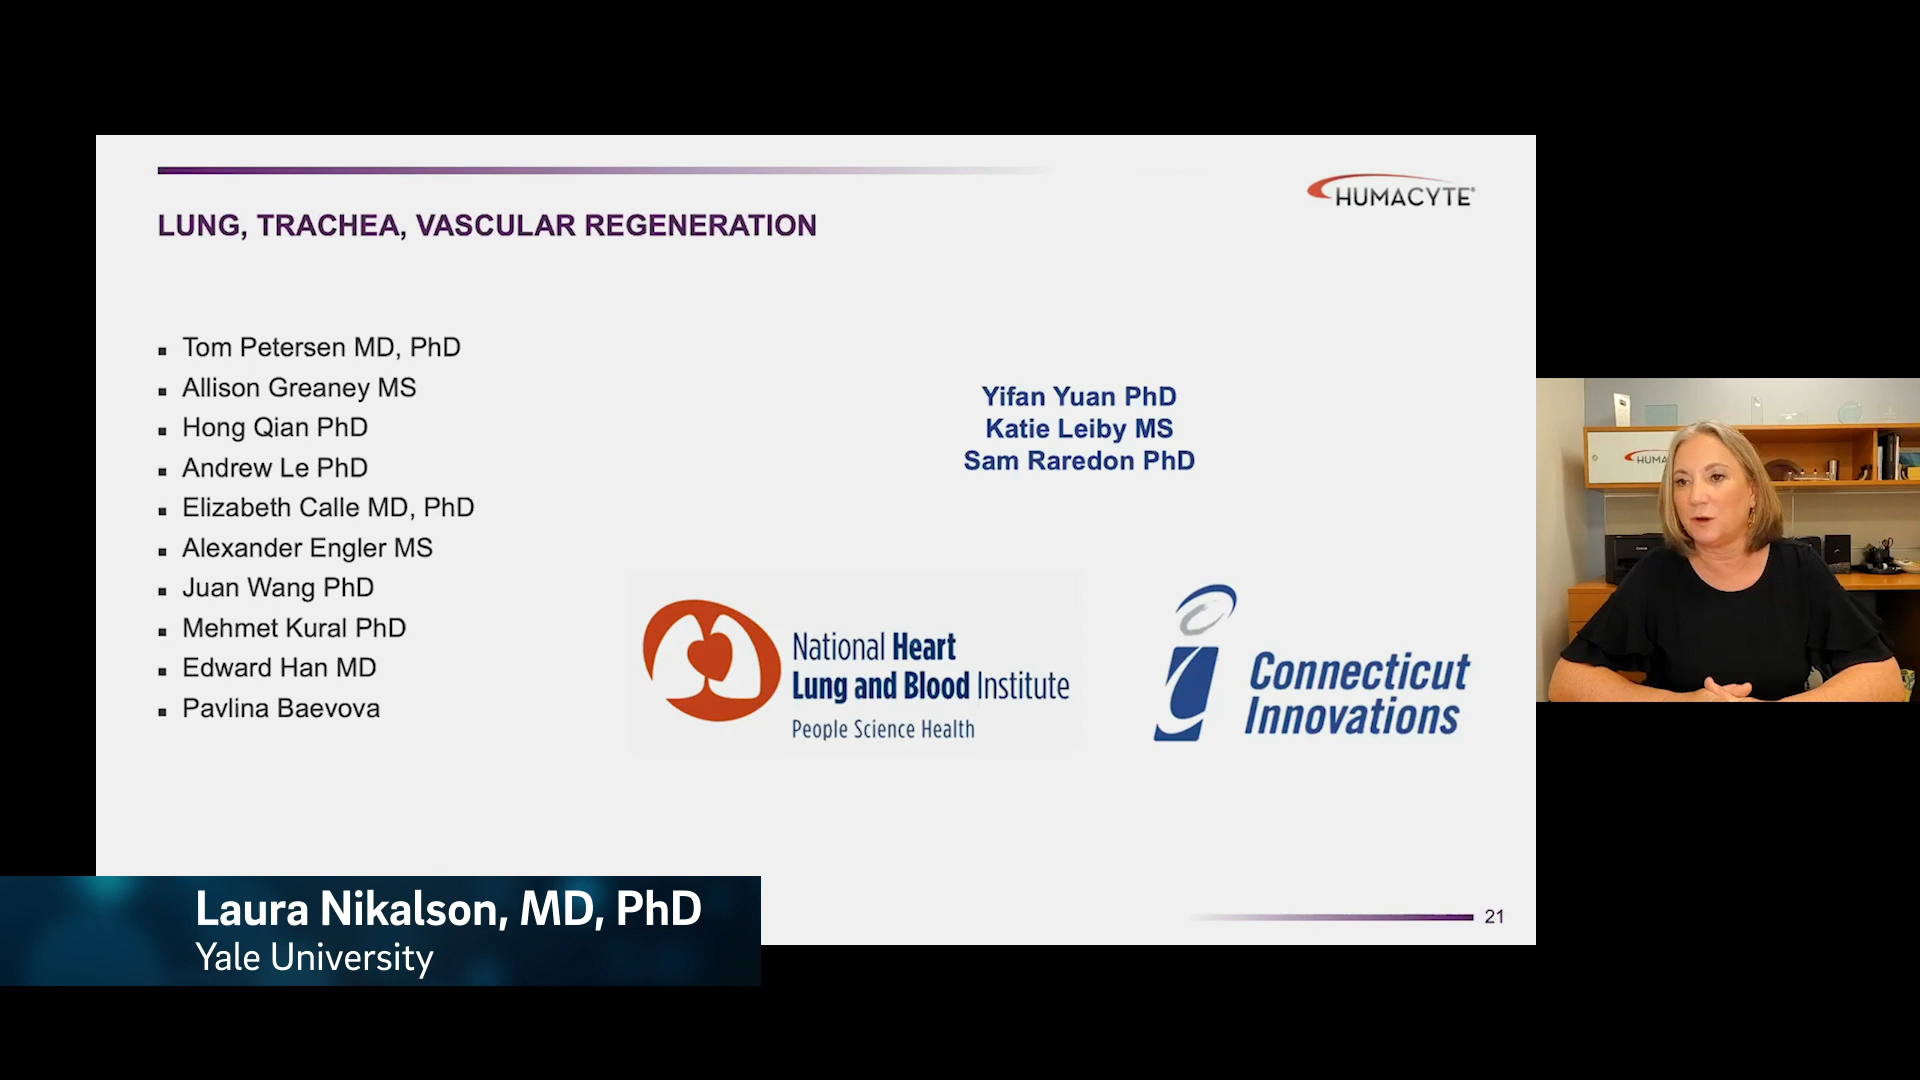 HUMACYTE®
LUNG, TRACHEA, VASCULAR REGENERATION
Tom Petersen MD, PhD
Allison Greaney MS
Hong Qian PhD
Andrew Le PhD
Elizabeth Calle MD, PhD
Alexander Engler MS
Juan Wang PhD
Mehmet Kural PhD
Edward Han MD
Pavlina Baevova
Yifan Yuan PhD
Katie Leiby MS
Sam Raredon PhD
National Heart
Lung and Blood Institute
People Science Health
Connecticut
Innovations
21
HUMA
Laura Nikalson, MD, PhD
Yale University